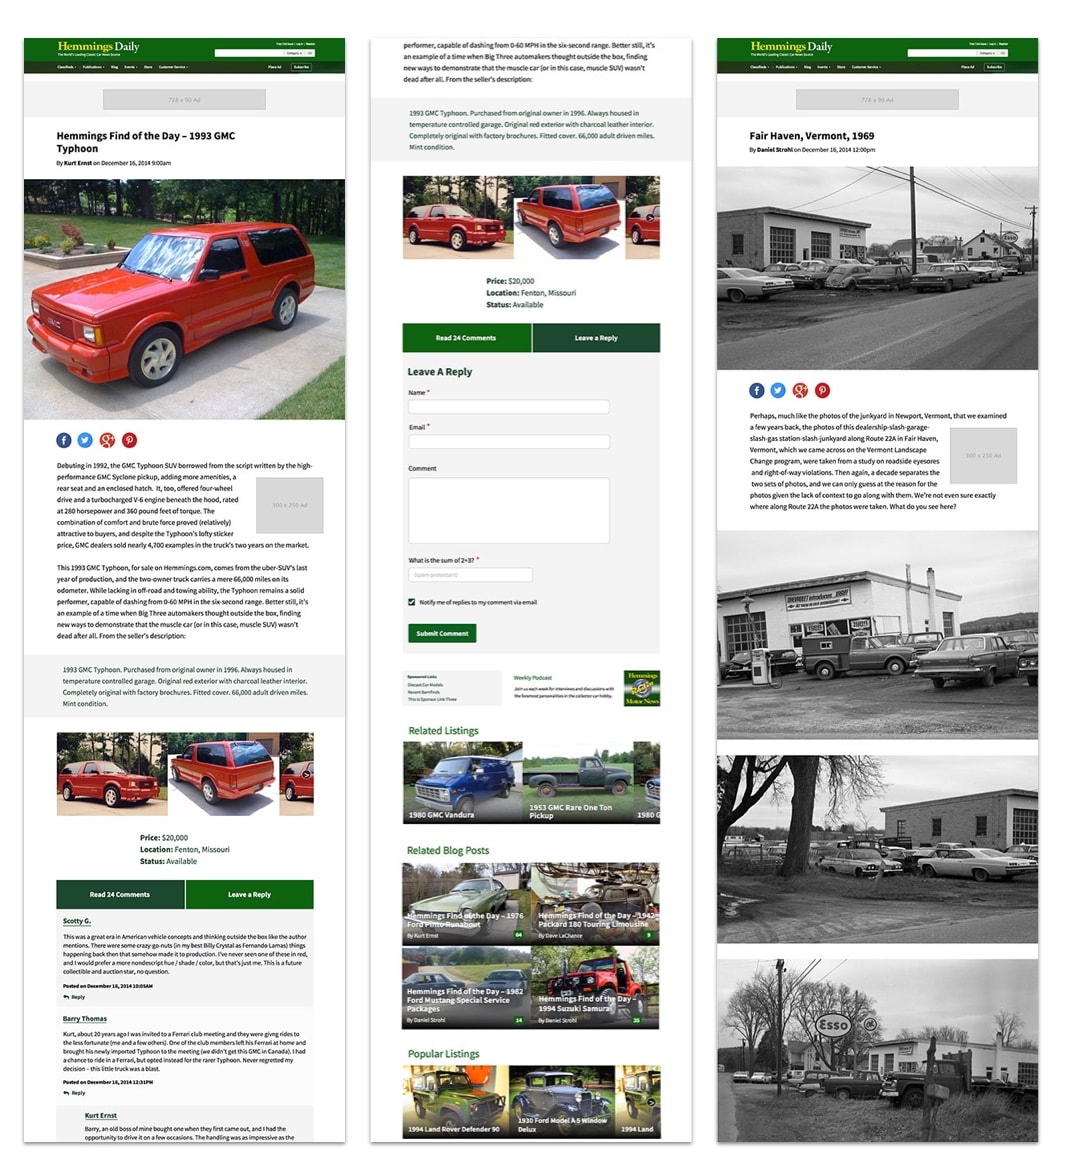 Hemmings Daily
The World's Leading Classic Car News Source
Category
GO
Classifieds
Publications
Blog
Events
Store
Customer Service
Place Ad
Subscribe
728 x 90 Ad
Hemmings Find of the Day – 1993 GMC
Typhoon
By Kurt Ernst on December 16, 2014 9:00am
GMC
Debuting in 1992, the GMC Typhoon SUV borrowed from the script written by the high-
performance GMC Syclone pickup, adding more amenities, a
rear seat and an enclosed hatch. It, too, offered four-wheel
drive and a turbocharged V-6 engine beneath the hood, rated
at 280 horsepower and 360 pound feet of torque. The
combination of comfort and brute force proved (relatively)
attractive to buyers, and despite the Typhoon's lofty sticker
price, GMC dealers sold nearly 4,700 examples in the truck's two years on the market.
300 x 250 Ad
This 1993 GMC Typhoon, for sale on Hemmings.com, comes from the uber-SUV's last
year of production, and the two-owner truck carries a mere 66,000 miles on its
odometer. While lacking in off-road and towing ability, the Typhoon remains a solid
performer, capable of dashing from 0-60 MPH in the six-second range. Better still, it's
an example of a time when Big Three automakers thought outside the box, finding
new ways to demonstrate that the muscle car (or in this case, muscle SUV) wasn't
dead after all. From the seller's description:
1993 GMC Typhoon. Purchased from original owner in 1996. Always housed in
temperature controlled garage. Original red exterior with charcoal leather interior.
Completely original with factory brochures. Fitted cover. 66,000 adult driven miles.
Mint condition.
Price: $20,000
Location: Fenton, Missouri
Status: Available
Read 24 Comments
Leave a Reply
Scotty G.
This was a great era in American vehicle concepts and thinking outside the box like the author
mentions. There were some crazy go-nuts (in my best Billy Crystal as Fernando Lamas) things
happening back then that somehow made it to production. I've never seen one of these in red,
and I would prefer a more nondescript hue / shade / color, but that's just me. This is a future
collectible and auction star, no question.
Posted on December 16, 2014 10:05AM
Reply
Barry Thomas
Kurt, about 20 years ago I was invited to a Ferrari club meeting and they were giving rides to
the less fortunate (me and a few others). One of the club members left his Ferrari at home and
brought his newly imported Typhoon to the meeting (we didn't get this GMC in Canada). I had
a chance to ride in a Ferrari, but opted instead for the rarer Typhoon. Never regretted my
decision – this little truck was a blast.
Posted on December 16, 2014 12:31PM
Reply
Kurt Ernst
Barry, an old boss of mine bought one when they first came out, and I had the
opportunity to drive it on a few occasions. The handling was as impressive as the
performer, capable of dashing from 0-60 MPH in the six-second range. Better still, it's
an example of a time when Big Three automakers thought outside the box, finding
new ways to demonstrate that the muscle car (or in this case, muscle SUV) wasn't
dead after all. From the seller's description:
1993 GMC Typhoon. Purchased from original owner in 1996. Always housed in
temperature controlled garage. Original red exterior with charcoal leather interior.
Completely original with factory brochures. Fitted cover. 66,000 adult driven miles.
Mint condition.
Price: $20,000
Location: Fenton, Missouri
Status: Available
Read 24 Comments
Leave a Reply
Leave A Reply
Name *
Email *
Comment
What is the sum of 2+3? *
(spam protestant)
Notify me of replies to my comment via email
Submit Comment
Sponsored Links
Diecast Car Models
Recent Barnfinds
This is Sponsor Link Three
Weekly Podcast
Join us each week for interviews and discussions with
the foremost personalities in the collector car hobby.
Hemmings
Motor News
Related Listings
1980 GMC Vandura
1953 GMC Rare One Ton
Pickup
1980 G
Related Blog Posts
Hemmings Find of the Day – 1976
Ford Pinto Runabout
By Kurt Ernst
64
Hemmings Find of the Day – 1942
Packard 180 Touring Limousine
By Dave LaChance
9
Hemmings Find of the Day – 1982
Ford Mustang Special Service
Packages
By Daniel Strohl
14
Hemmings Find of the Day –
1994 Suzuki Samurai
By Daniel Strohl
35
Popular Listings
1994 Land Rover Defender 90
1930 Ford Model A 5 Window
Delux
1994 Land
Hemmings Daily
The World's Leading Classic Car News Source
Category
GO
Classifieds
Publications
Blog
Events
Store
Customer Service
Place Ad
Subscribe
728 x 90 Ad
Fair Haven, Vermont, 1969
By Daniel Strohl on December 16, 2014 12:00pm
Esso
Perhaps, much like the photos of the junkyard in Newport, Vermont, that we examined
a few years back, the photos of this dealership-slash-garage-
slash-gas station-slash-junkyard along Route 22A in Fair Haven,
Vermont, which we came across on the Vermont Landscape
Change program, were taken from a study on roadside eyesores
and right-of-way violations. Then again, a decade separates the
two sets of photos, and we can only guess at the reason for the
photos given the lack of context to go along with them. We're not even sure exactly
where along Route 22A the photos were taken. What do you see here?
300 x 250 Ad
CHEVROLET introduces 1969
Esso
OK